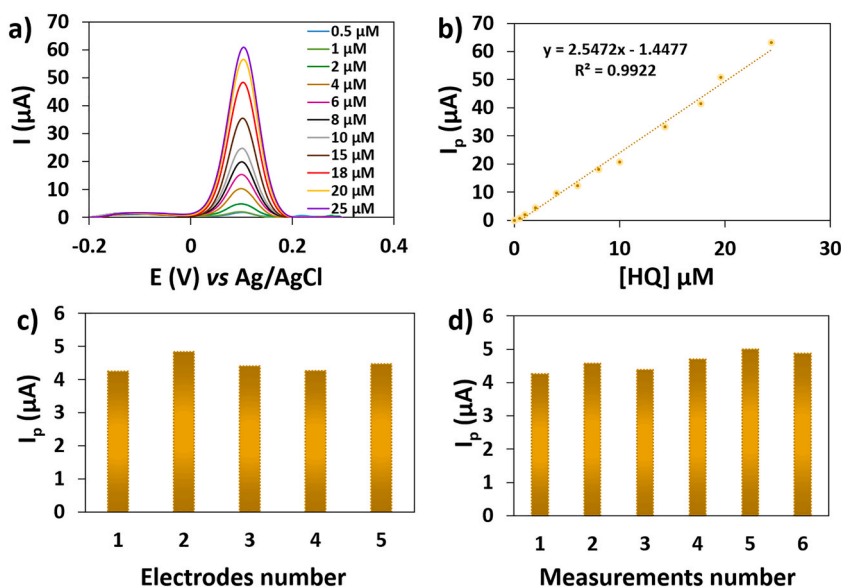 a)
I (µA)
70
60
50
40
30
20
10
0
-0.2
0
0.2
0.4
E (V) vs Ag/AgCl
0.5 µM
1 µM
2 µM
4 µM
6 µM
8 µM
10 µM
15 µM
18 µM
20 µM
25 µM
b)
Ip (µA)
70
60
50
40
30
20
10
0
y = 2.5472x - 1.4477
R² = 0.9922
0
10
20
30
[HQ] µM
c)
Ip (µA)
6
5
4
3
2
1
0
1
2
3
4
5
Electrodes number
d)
Ip (µA)
6
5
4
3
2
1
0
1
2
3
4
5
6
Measurements number